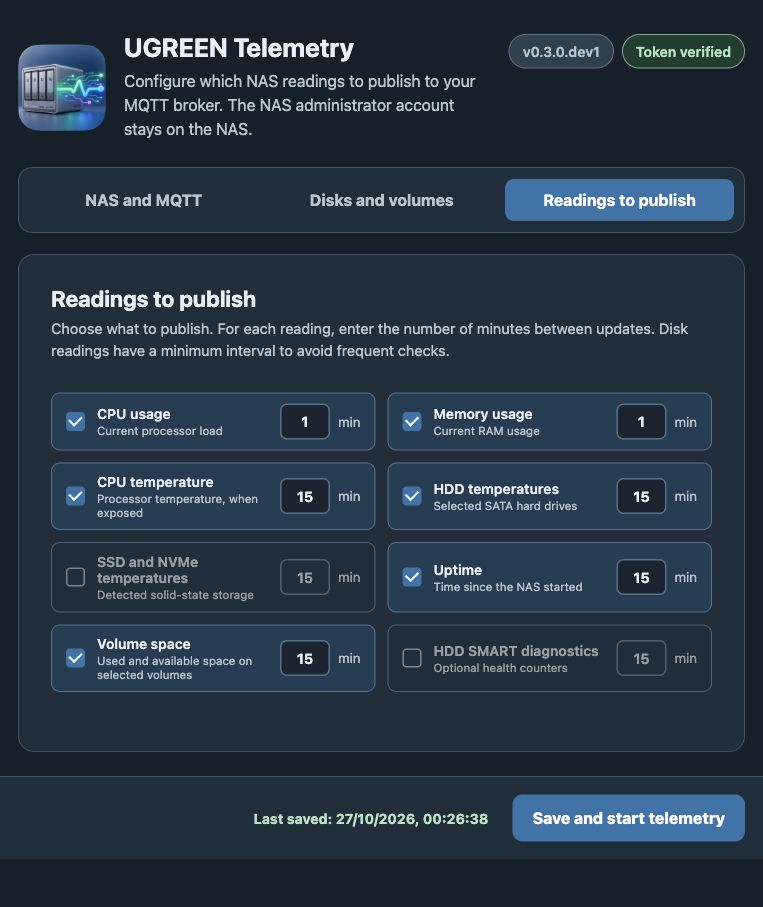 UGREEN Telemetry
v0.3.0.dev1
Token verified
Configure which NAS readings to publish to your
MQTT broker. The NAS administrator account
stays on the NAS.
NAS and MQTT
Disks and volumes
Readings to publish
Readings to publish
Choose what to publish. For each reading, enter the number of minutes between updates. Disk
readings have a minimum interval to avoid frequent checks.
CPU usage
Current processor load
1 min
Memory usage
Current RAM usage
1 min
CPU temperature
Processor temperature, when
exposed
15 min
HDD temperatures
Selected SATA hard drives
15 min
SSD and NVMe
temperatures
Detected solid-state storage
15 min
Uptime
Time since the NAS started
15 min
Volume space
Used and available space on
selected volumes
15 min
HDD SMART diagnostics
Optional health counters
15 min
Last saved: 27/10/2026, 00:26:38
Save and start telemetry